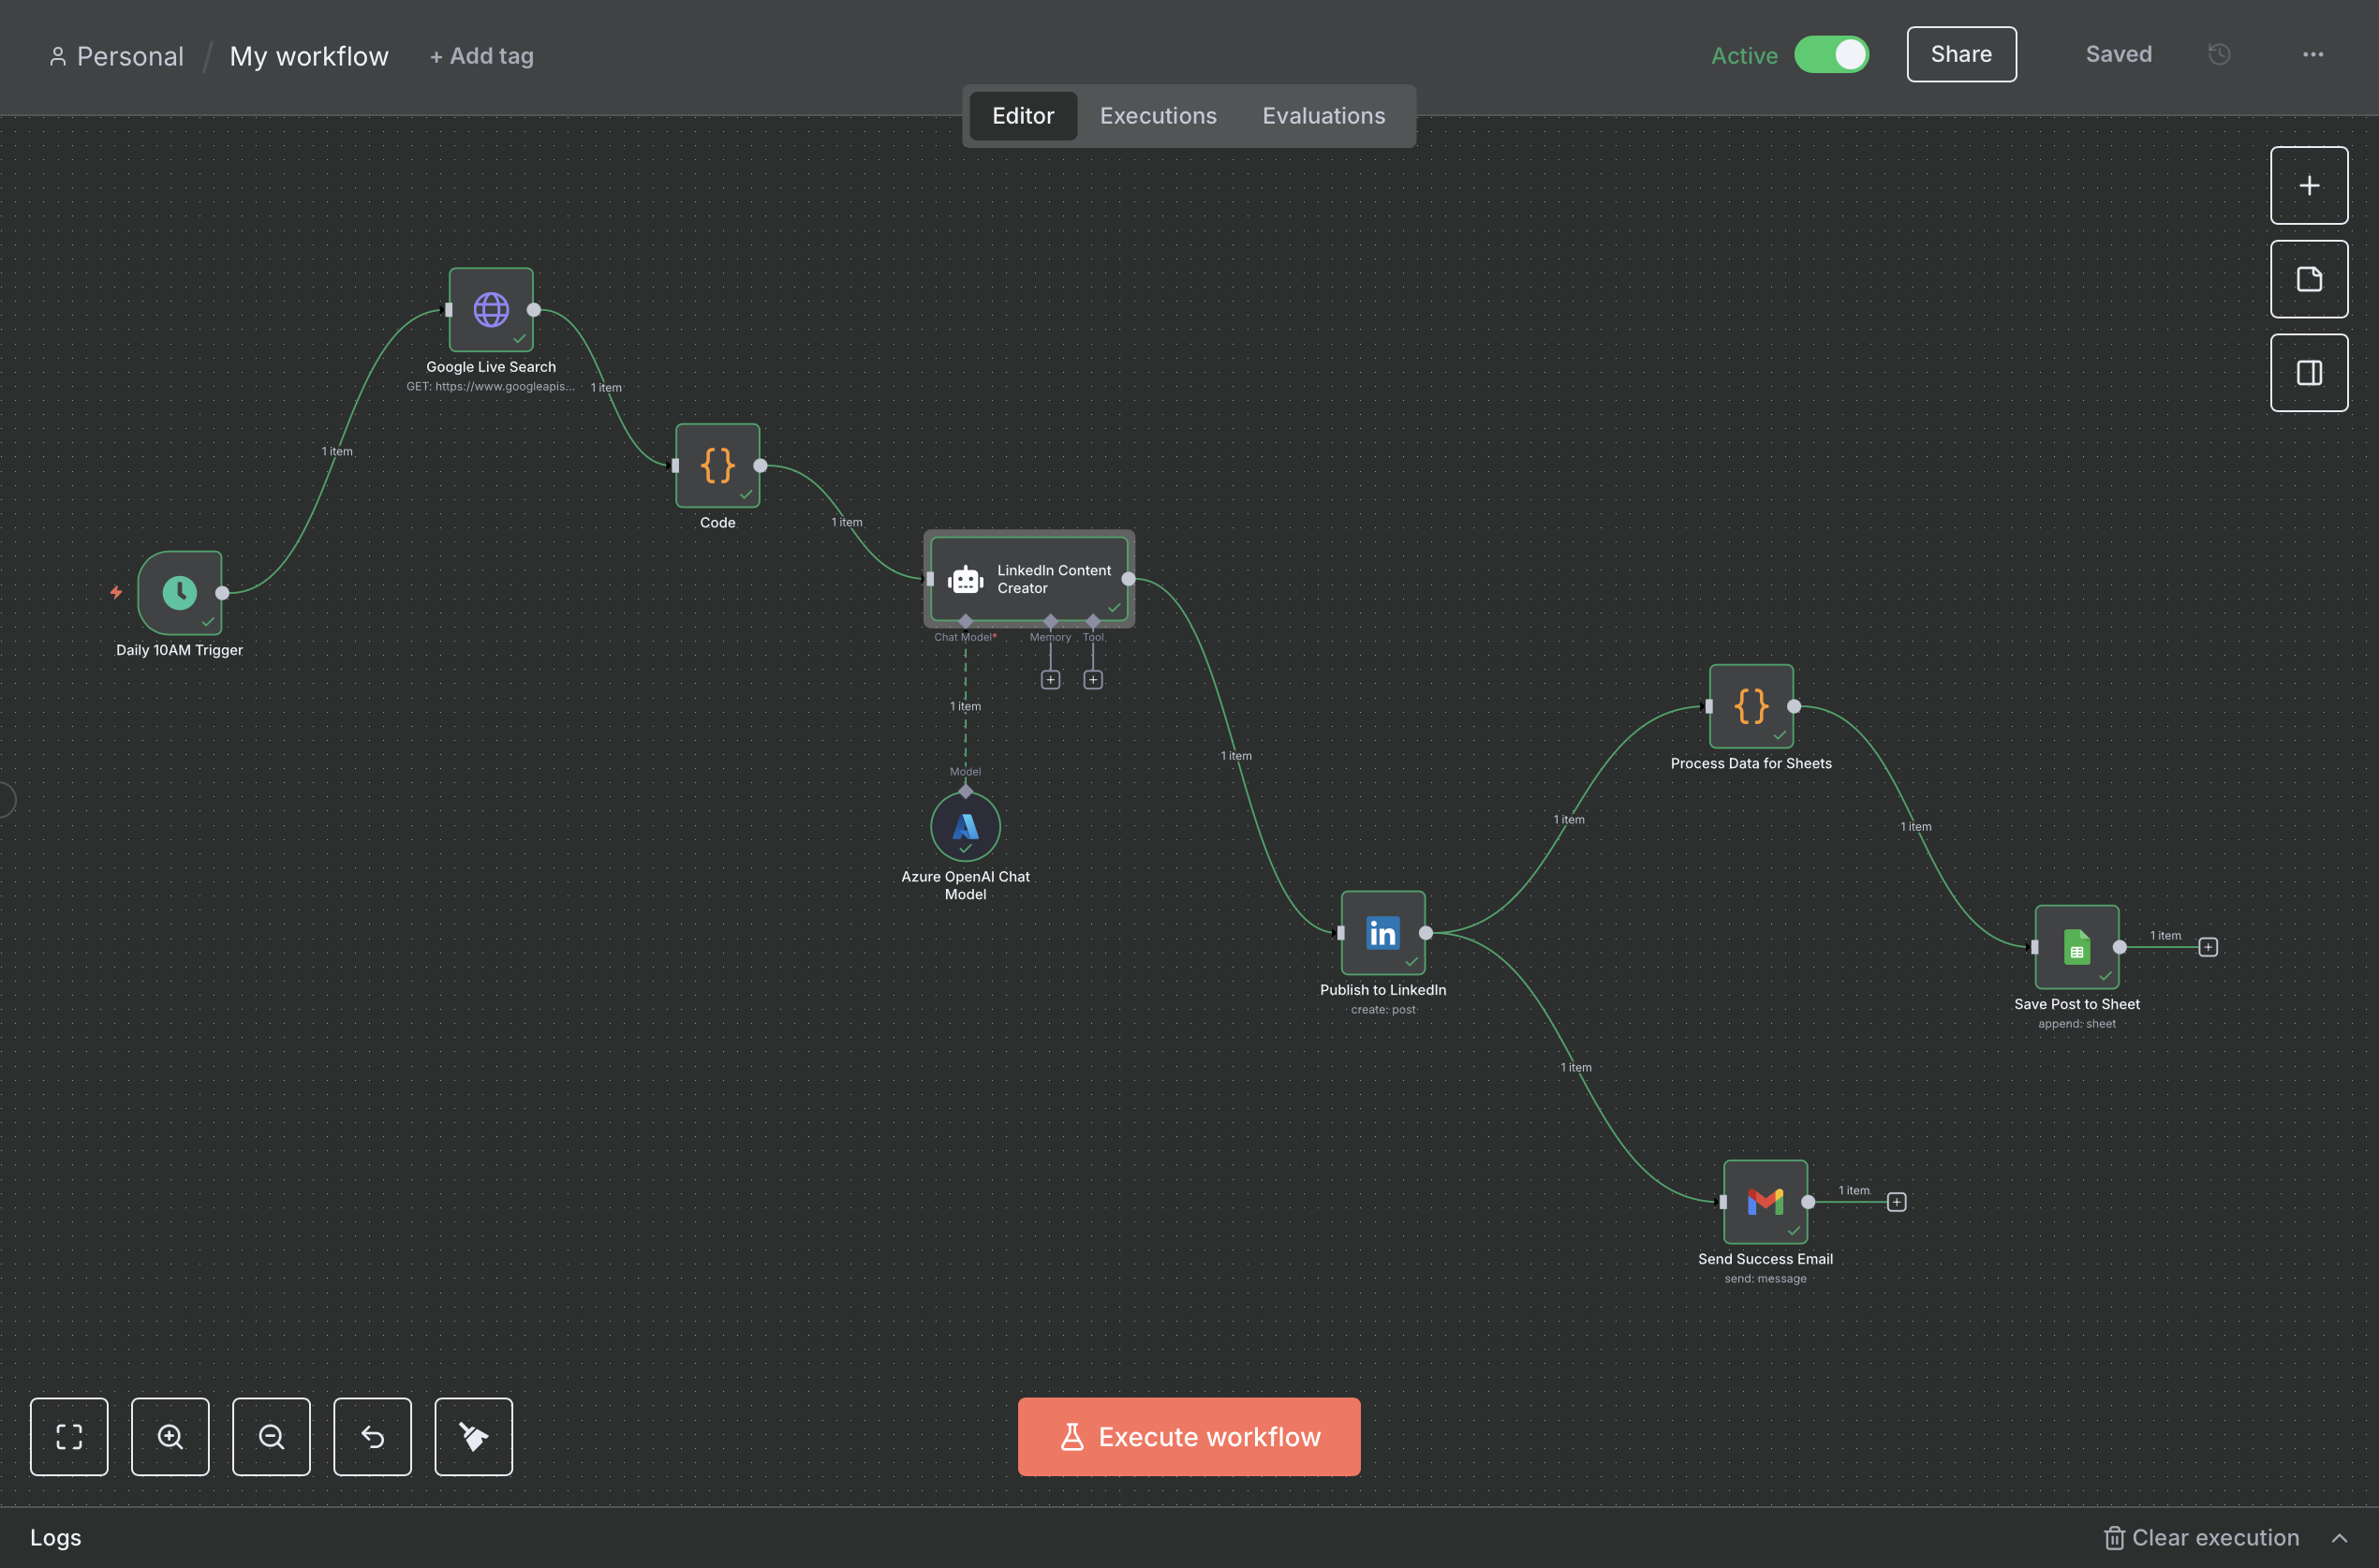 Personal / My workflow + Add tag
Active Share Saved
Editor Executions Evaluations
Google Live Search
GET: https://www.googleapis...
1 item
1 item
Code
1 item
LinkedIn Content
Creator
Chat Model* Memory Tool
Daily 10AM Trigger
1 item
Model
Azure OpenAI Chat
Model
1 item
Process Data for Sheets
1 item
1 item
in
Publish to LinkedIn
create: post
1 item
Save Post to Sheet
append: sheet
1 item
1 item
Send Success Email
send: message
Execute workflow
Logs
Clear execution